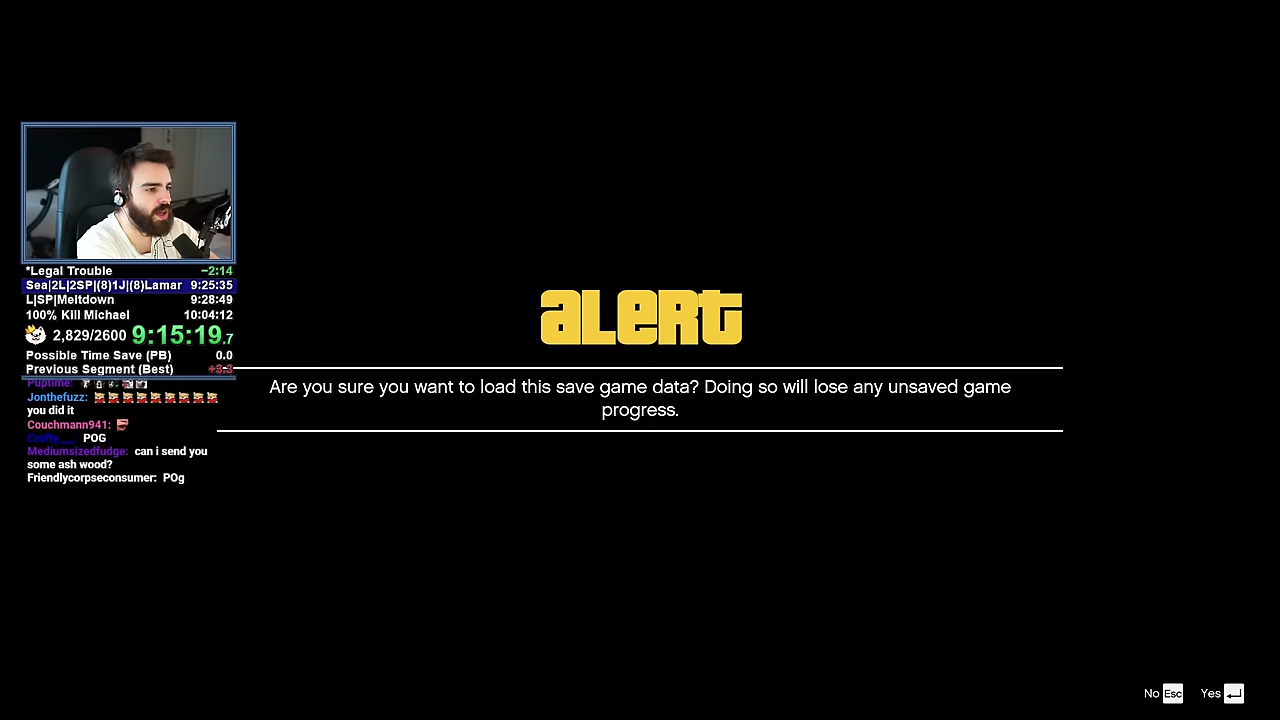 *Legal Trouble −2:14
Sea|2L|2SP|(8)1J|(8)Lamar 9:25:35
L|SP|Meltdown 9:28:49
100% Kill Michael 10:04:12
2,829/2600 9:15:19.7
Possible Time Save (PB) 0.0
Previous Segment (Best) +3.3
Puptime:
Jonthefuzz:
you did it
Couchmann941:
POG
Mediumsizedfudge: can i send you
some ash wood?
Friendlycorpseconsumer: POg
alert
Are you sure you want to load this save game data? Doing so will lose any unsaved game
progress.
No Esc Yes